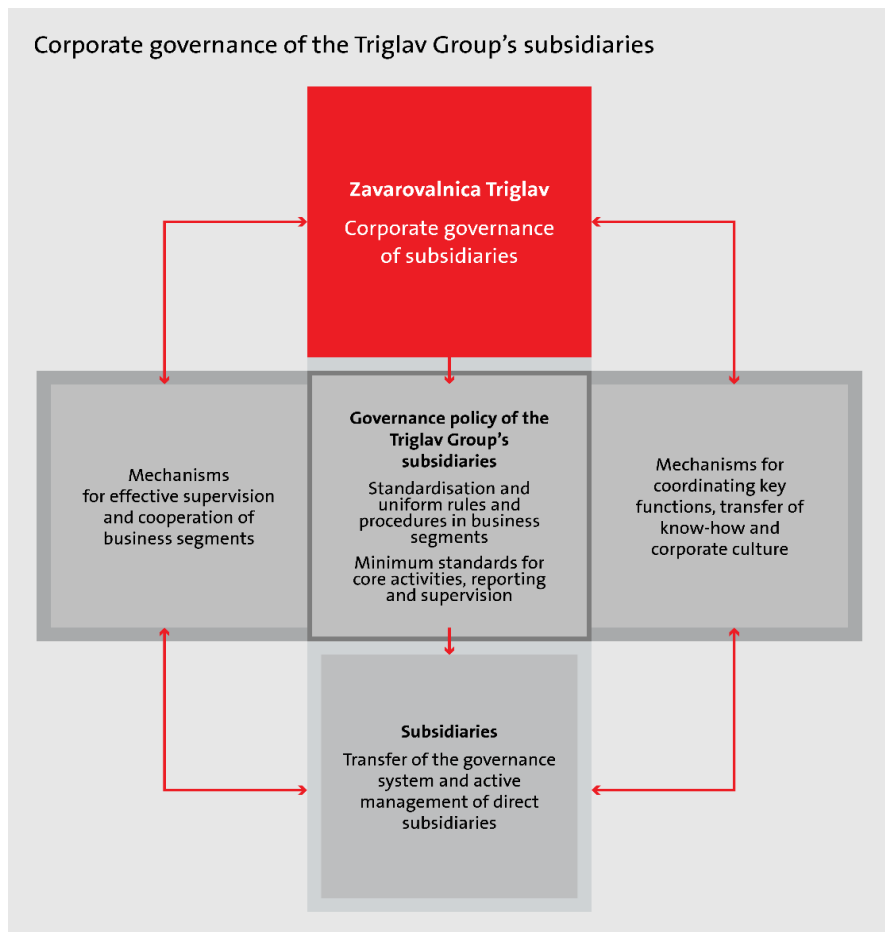 Corporate governance of the Triglav Group’s subsidiaries
Zavarovalnica Triglav
Corporate governance
of subsidiaries
Mechanisms
for effective supervision
and cooperation of
business segments
Governance policy of the
Triglav Group’s
subsidiaries
Standardisation and
uniform rules and
procedures in business
segments
Minimum standards for
core activities, reporting
and supervision
Mechanisms for
coordinating key
functions, transfer of
know-how and
corporate culture
Subsidiaries
Transfer of the governance
system and active
management of direct
subsidiaries